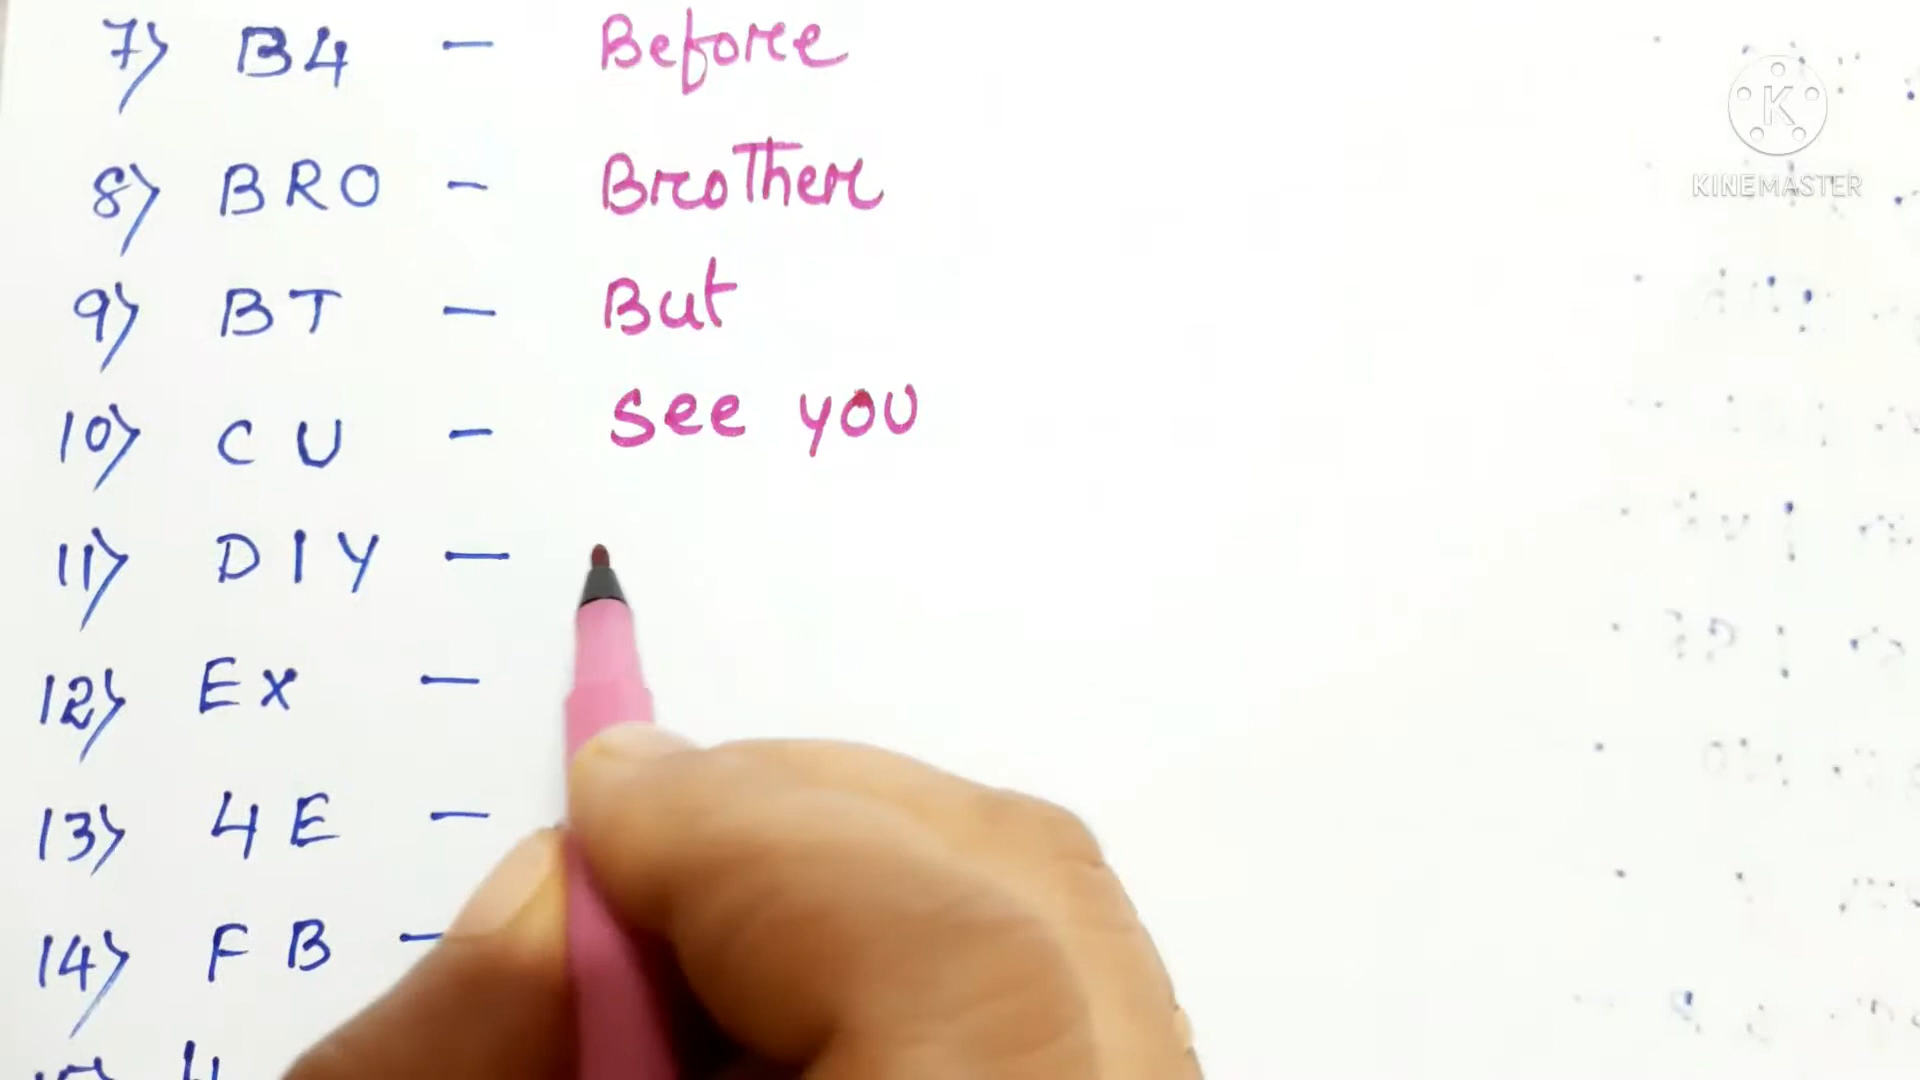 7) B4 - Before
8) BRO - BroTher
9) BT - But
10) CU - See you
11) DIY -
12) Ex -
13) 4E -
14) FB -
KINEMASTER